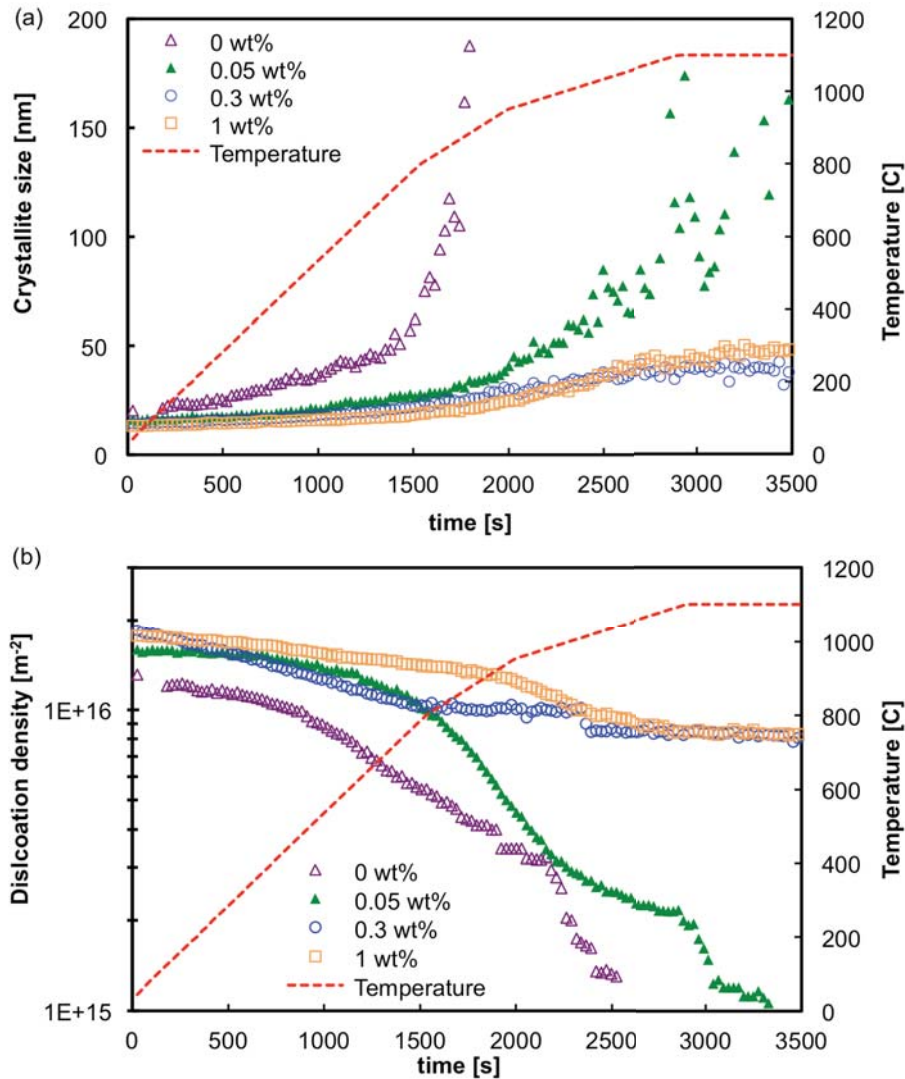 (a)
200
150
100
50
0
Crystallite size [nm]
0 wt%
0.05 wt%
0.3 wt%
1 wt%
Temperature
1200
1000
800
600
400
200
0
Temperature [C]
0 500 1000 1500 2000 2500 3000 3500
time [s]
(b)
1E+16
1E+15
Dislcoation density [m-2]
0 wt%
0.05 wt%
0.3 wt%
1 wt%
Temperature
1200
1000
800
600
400
200
0
Temperature [C]
0 500 1000 1500 2000 2500 3000 3500
time [s]